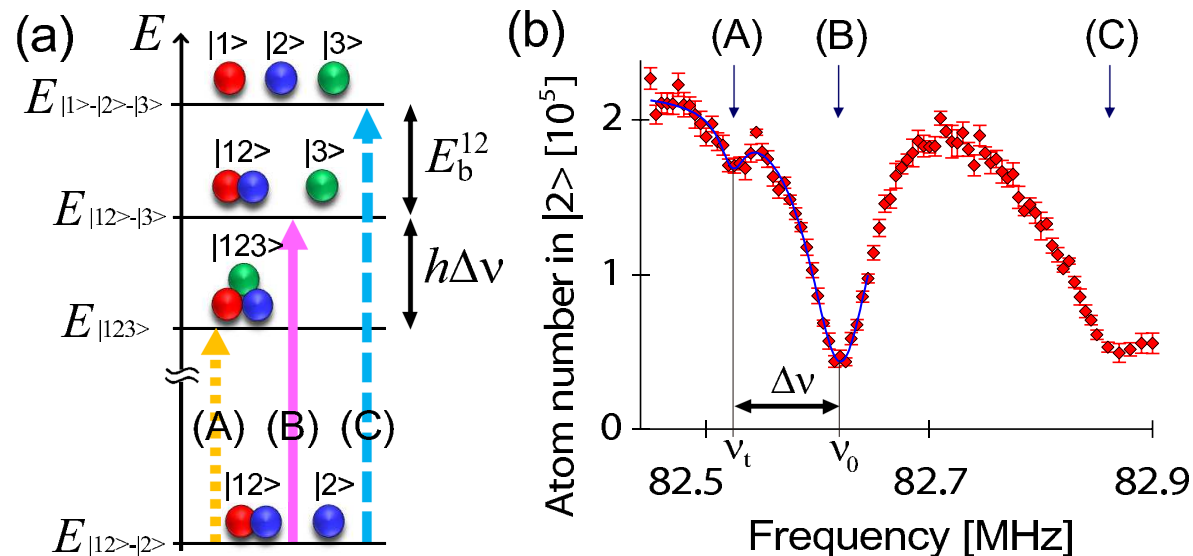 (a)
E
|1> |2> |3>
E|1>-|2>-|3>
|12> |3>
E_b^12
E|12>-|3>
|123>
hΔν
E|123>
(A) (B) (C)
|12> |2>
E|12>-|2>
(b)
(A) (B) (C)
Atom number in |2> [10^5]
2
1
0
Δν
ν_t ν_0
82.5 82.7 82.9
Frequency [MHz]